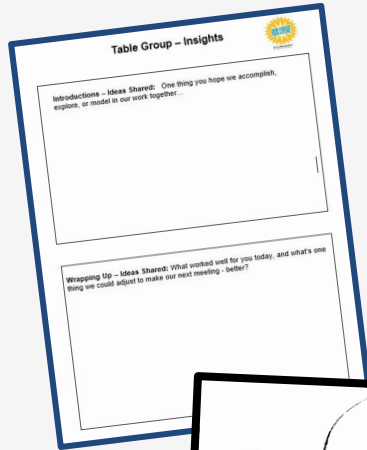 Table Group – Insights
Introductions – Ideas Shared: One thing you hope we accomplish,
explore, or model in our work together…
Wrapping Up – Ideas Shared: What worked well for you today, and what's one
thing we could adjust to make our next meeting - better?